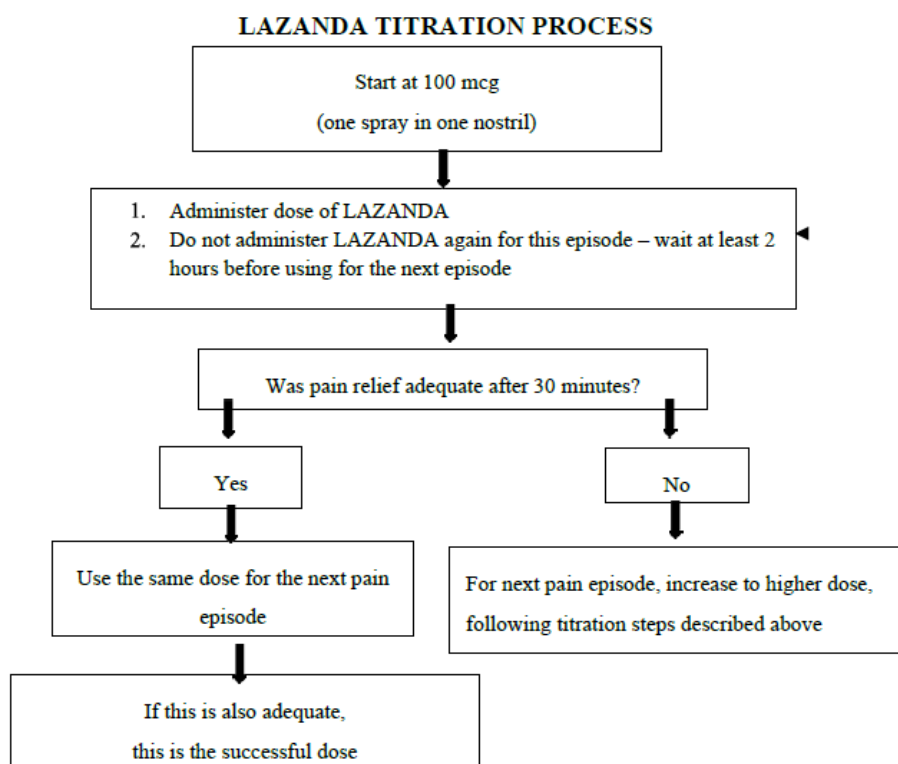 LAZANDA TITRATION PROCESS
Start at 100 mcg
(one spray in one nostril)
1. Administer dose of LAZANDA
2. Do not administer LAZANDA again for this episode – wait at least 2
hours before using for the next episode
Was pain relief adequate after 30 minutes?
Yes
No
Use the same dose for the next pain
episode
For next pain episode, increase to higher dose,
following titration steps described above
If this is also adequate,
this is the successful dose